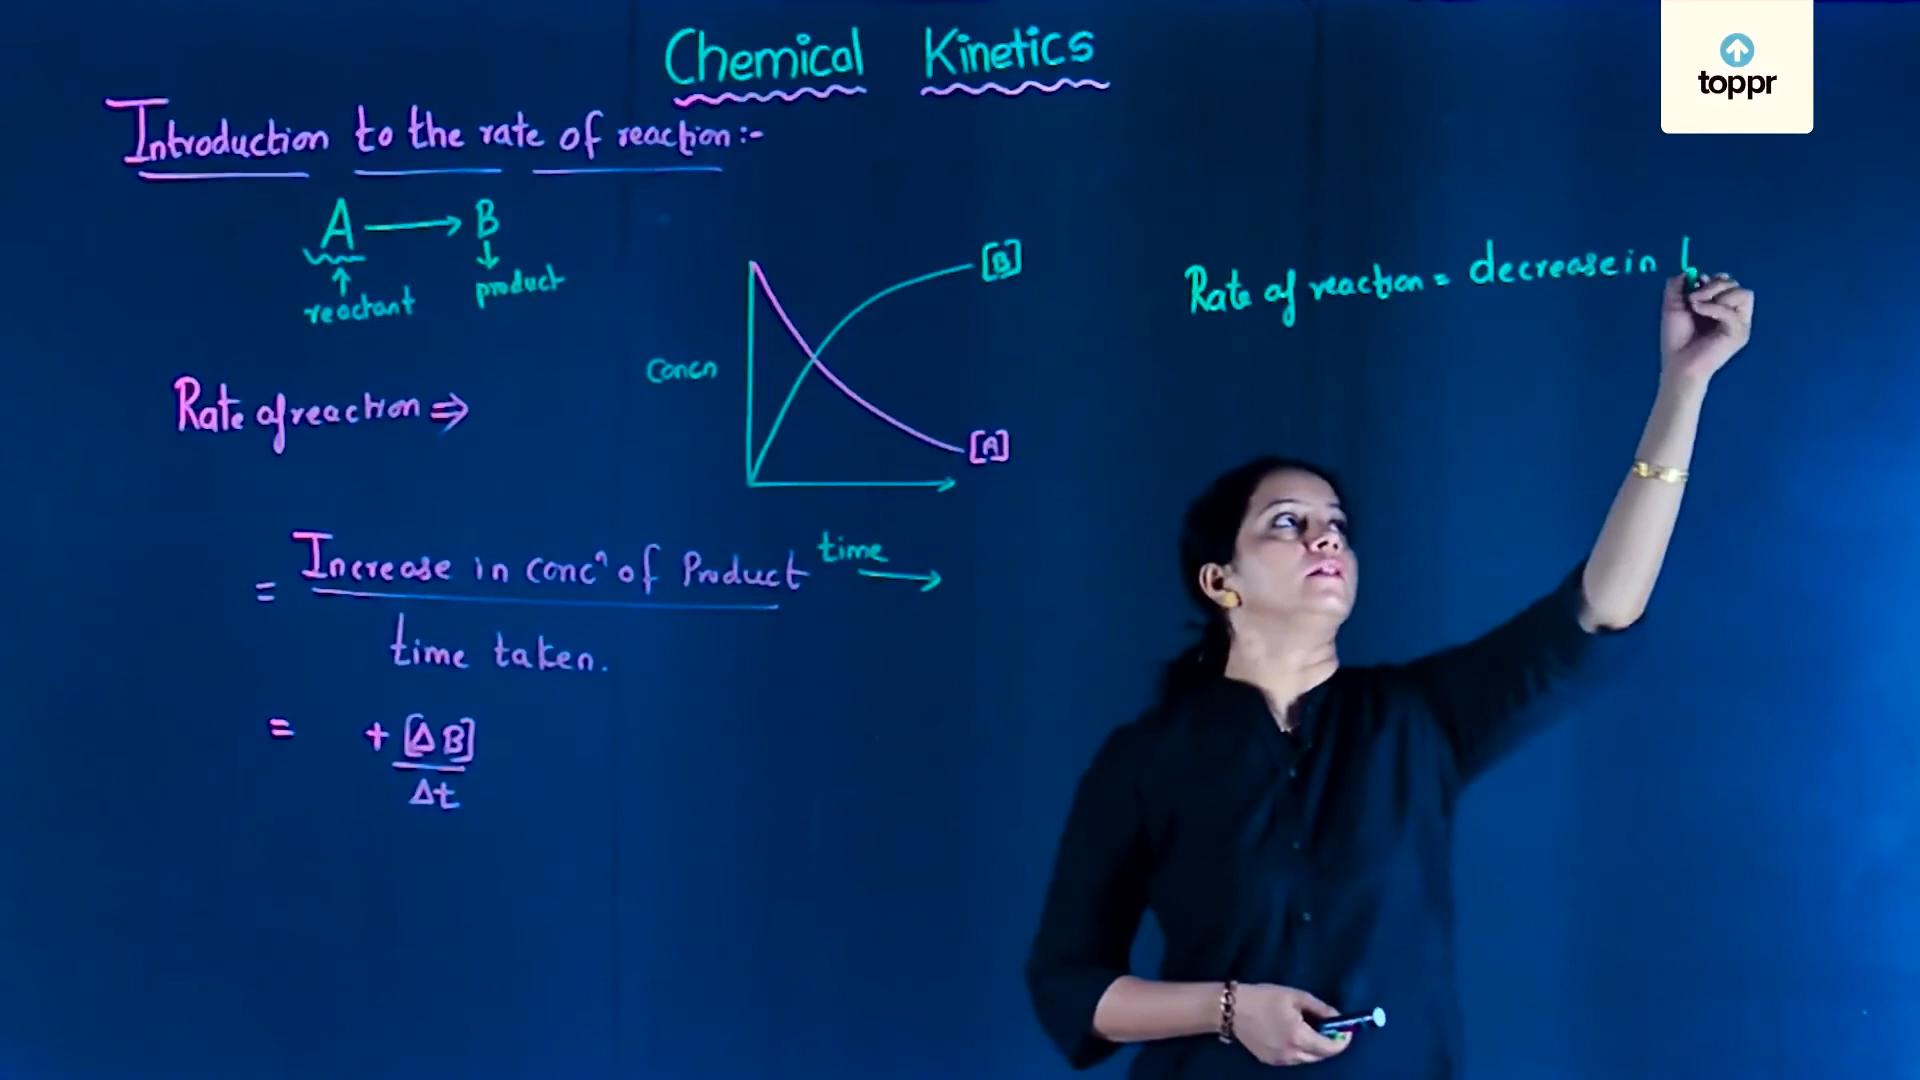 Chemical Kinetics
toppr
Introduction to the rate of reaction:-
A → B
reactant
product
Rate of reaction ⇒
Concn
[B]
[A]
time
Rate of reaction = decrease in
= Increase in concⁿ of Product
time taken.
= + [Δ B]
Δt